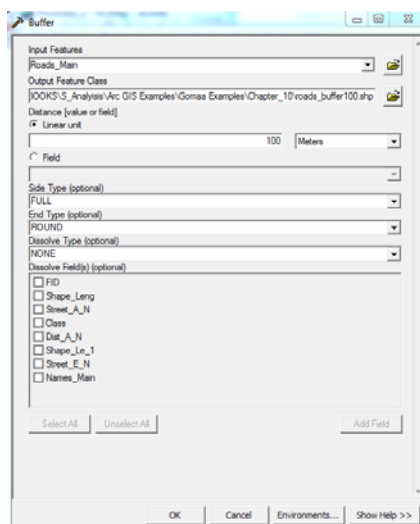 Buffer
Input Features
Roads_Main
Output Feature Class
IOOKS\S_Analyisis\Arc GIS Examples\Gomaa Examples\Chapter_10\roads_buffer100.shp
Distance [value or field]
Linear unit
100 Meters
Field
Side Type (optional)
FULL
End Type (optional)
ROUND
Dissolve Type (optional)
NONE
Dissolve Field(s) (optional)
FID
Shape_Leng
Street_A_N
Class
Dist_A_N
Shape_Le_1
Street_E_N
Names_Main
Select All Unselect All Add Field
OK Cancel Environments... Show Help >>